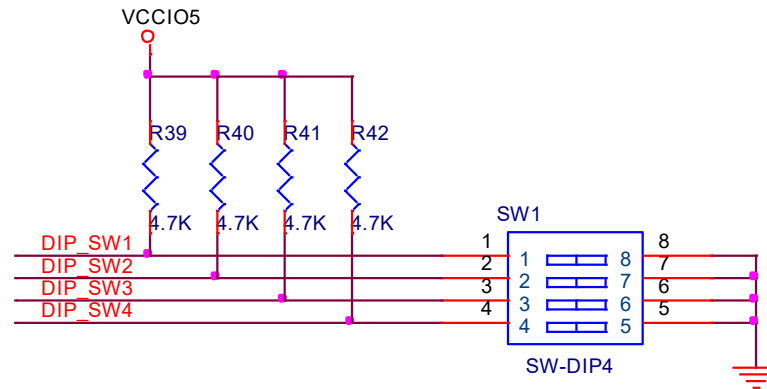 VCCIO5
R39 R40 R41 R42
4.7K 4.7K 4.7K 4.7K
SW1
DIP_SW1 1 1 8 8
DIP_SW2 2 2 7 7
DIP_SW3 3 3 6 6
DIP_SW4 4 4 5 5
SW-DIP4